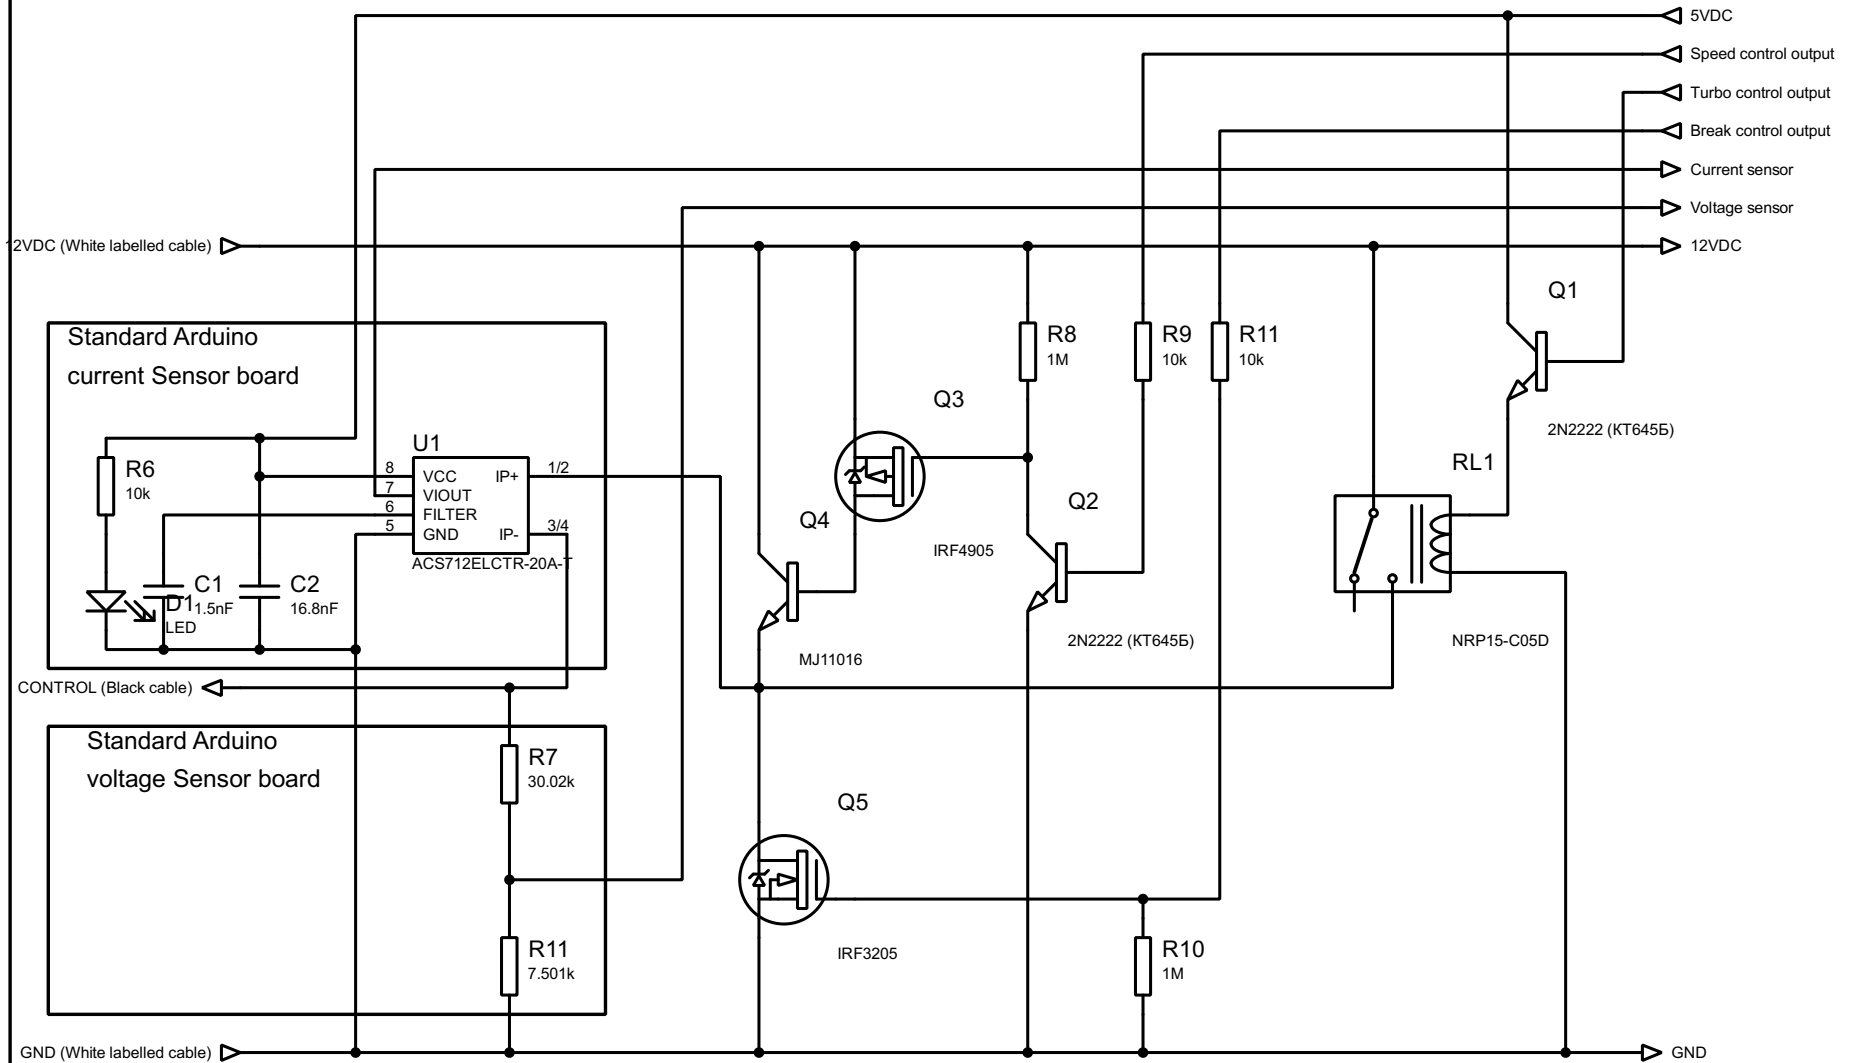 5VDC
Speed control output
Turbo control output
Break control output
Current sensor
Voltage sensor
12VDC (White labelled cable)
12VDC
Q1
2N2222 (КТ645Б)
Standard Arduino
current Sensor board
R8
1M
R9
10k
R11
10k
Q3
IRF4905
RL1
NRP15-C05D
U1
R6
10k
8
VCC
IP+
1/2
7
VIOUT
6
FILTER
5
GND
IP-
3/4
ACS712ELCTR-20A-T
Q4
MJ11016
Q2
2N2222 (КТ645Б)
C1
1.5nF
D1
LED
C2
16.8nF
CONTROL (Black cable)
Standard Arduino
voltage Sensor board
R7
30.02k
Q5
IRF3205
R11
7.501k
R10
1M
GND (White labelled cable)
GND